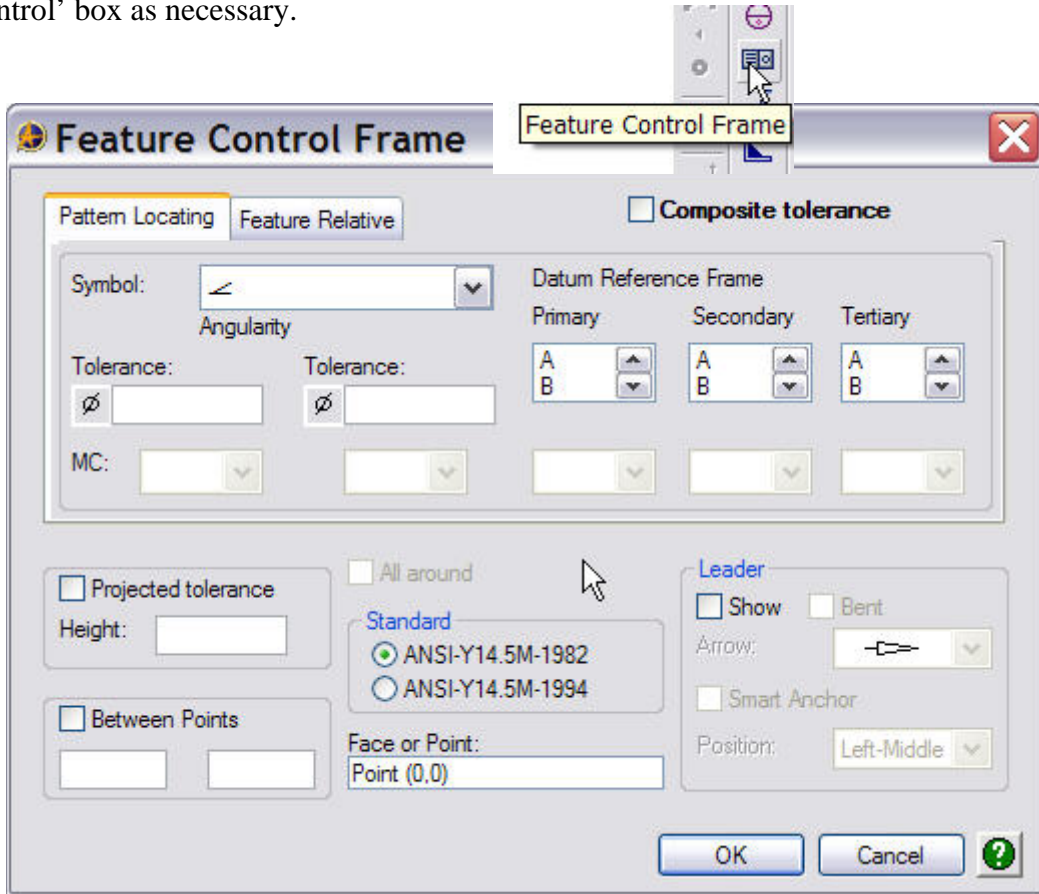 ntrol’ box as necessary.
Feature Control Frame
Feature Control Frame
Pattern Locating Feature Relative Composite tolerance
Symbol: Datum Reference Frame
Angularity Primary Secondary Tertiary
Tolerance: Tolerance: A A A
B B B
Ø Ø
MC:
Projected tolerance All around Leader
Height: Standard Show Bent
ANSI-Y14.5M-1982 Arrow:
ANSI-Y14.5M-1994 Smart Anchor
Between Points Face or Point: Position: Left-Middle
Point (0,0)
OK Cancel ?